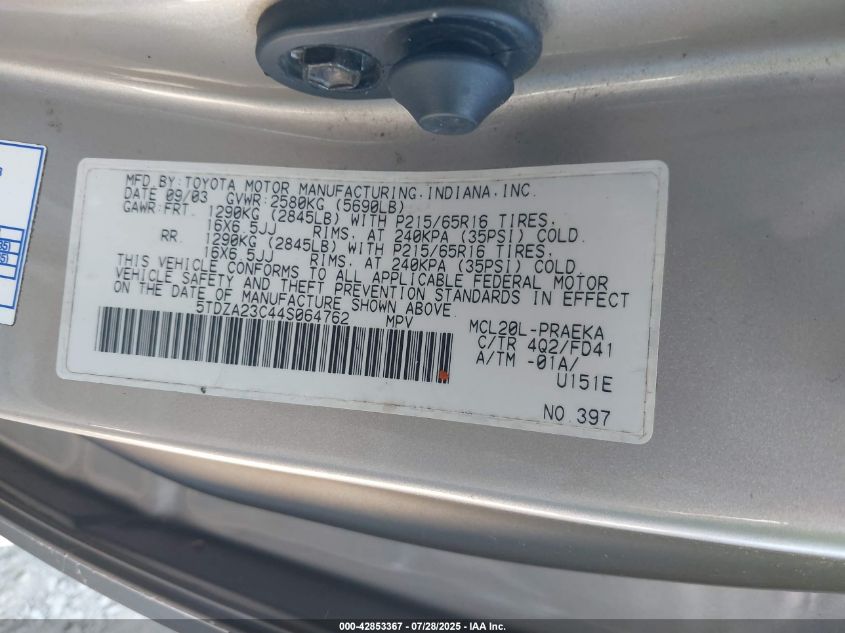 MFD. BY: TOYOTA MOTOR MANUFACTURING, INDIANA, INC.
DATE 09/03 GVWR: 2580KG (5690LB)
GAWR: FRT. 1290KG (2845LB) WITH P215/65R16 TIRES,
16X6.5JJ RIMS, AT 240KPA (35PSI) COLD.
RR. 1290KG (2845LB) WITH P215/65R16 TIRES,
16X6.5JJ RIMS, AT 240KPA (35PSI) COLD.
THIS VEHICLE CONFORMS TO ALL APPLICABLE FEDERAL MOTOR
VEHICLE SAFETY AND THEFT PREVENTION STANDARDS IN EFFECT
ON THE DATE OF MANUFACTURE SHOWN ABOVE.
5TDZA23C44S064762 MPV
MCL20L-PRAEKA
C/TR 4Q2/FD41
A/TM -01A/
U151E
NO.397
000-42853367 / 07/28/2025 - IAA Inc.